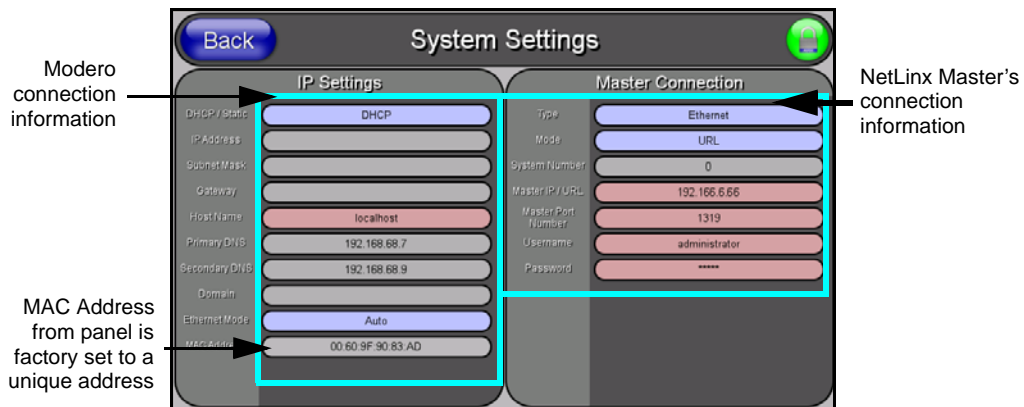 Back
System Settings
Modero
connection
information
IP Settings
DHCP / Static
DHCP
IP Address
Subnet Mask
Gateway
Host Name
localhost
Primary DNS
192.168.68.7
Secondary DNS
192.168.68.9
Domain
Ethernet Mode
Auto
MAC Address
00:60:9F:90:83:AD
MAC Address
from panel is
factory set to a
unique address
Master Connection
Type
Ethernet
Mode
URL
System Number
0
Master IP / URL
192.166.6.66
Master Port
Number
1319
Username
administrator
Password
*****
NetLinx Master's
connection
information